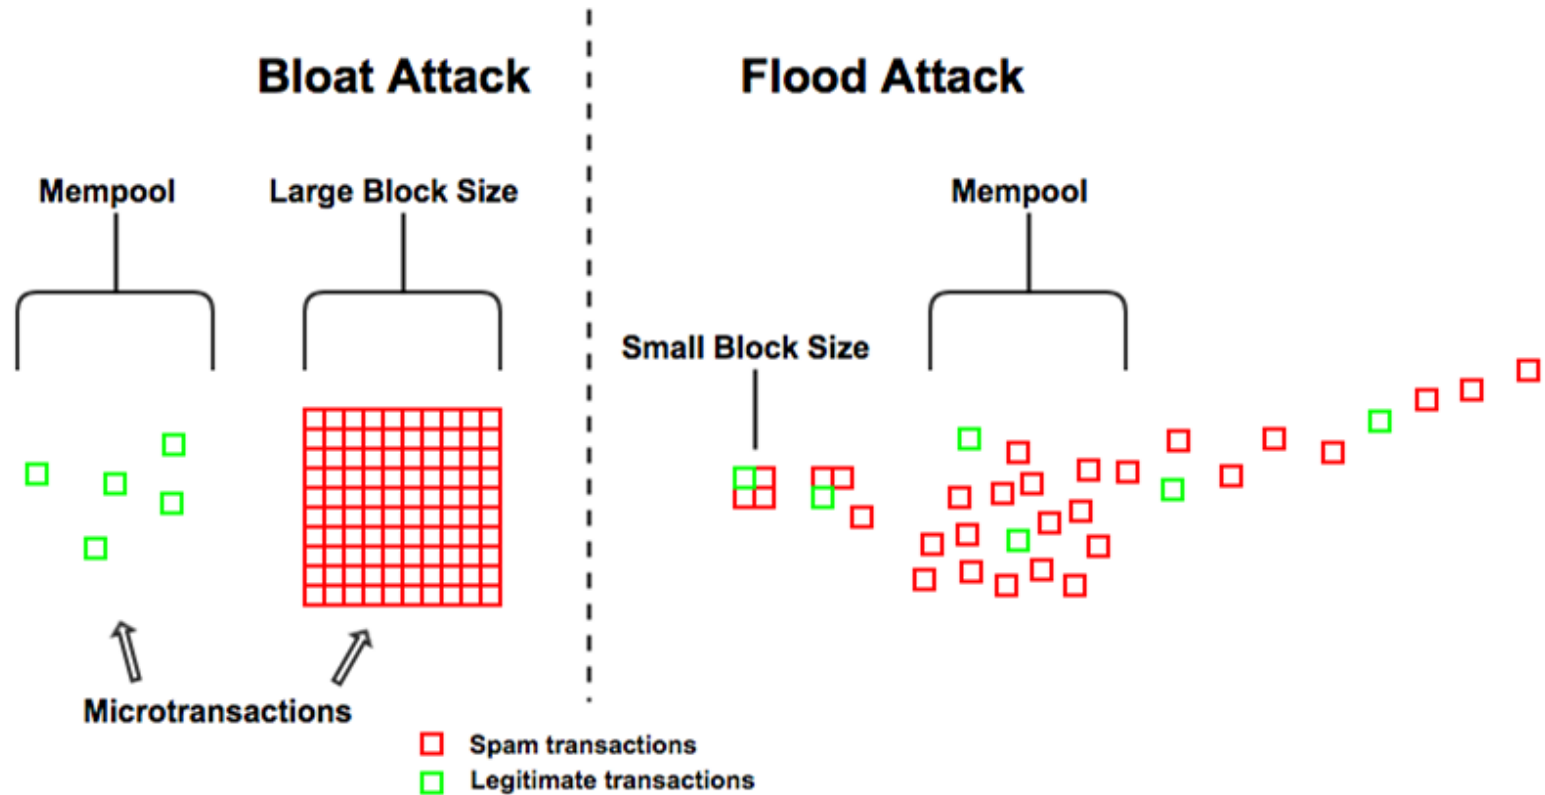 Bloat Attack
Flood Attack
Mempool
Large Block Size
Mempool
Small Block Size
Microtransactions
Spam transactions
Legitimate transactions